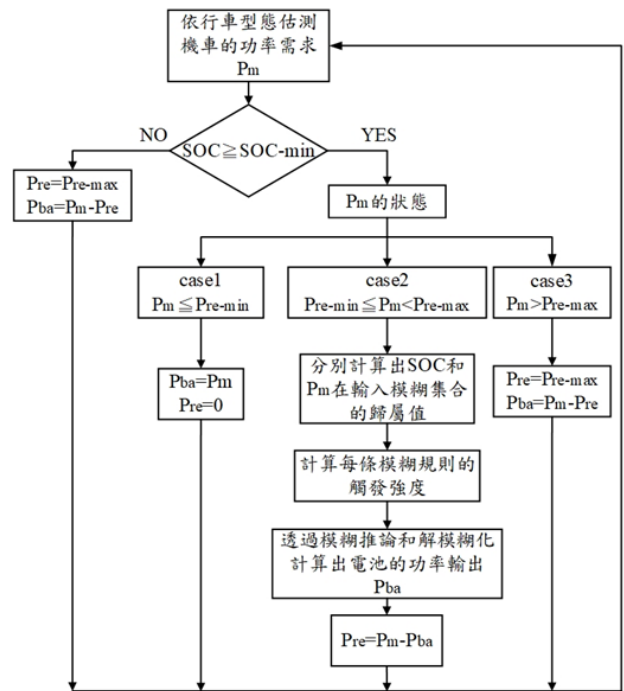 依行車型態估測
機車的功率需求
Pm
NO
YES
SOC≧SOC-min
Pre=Pre-max
Pba=Pm-Pre
Pm的狀態
case1
Pm≦Pre-min
case2
Pre-min≦Pm<Pre-max
case3
Pm>Pre-max
Pba=Pm
Pre=0
分別計算出SOC和
Pm在輸入模糊集合
的歸屬值
Pre=Pre-max
Pba=Pm-Pre
計算每條模糊規則的
觸發強度
透過模糊推論和解模糊化
計算出電池的功率輸出
Pba
Pre=Pm-Pba